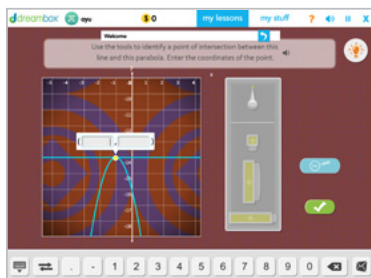 dreambox ayu $ 0 my lessons my stuff ? II X
Welcome
Use the tools to identify a point of intersection between this
line and this parabola. Enter the coordinates of the point.
( , )
. - 1 2 3 4 5 6 7 8 9 0